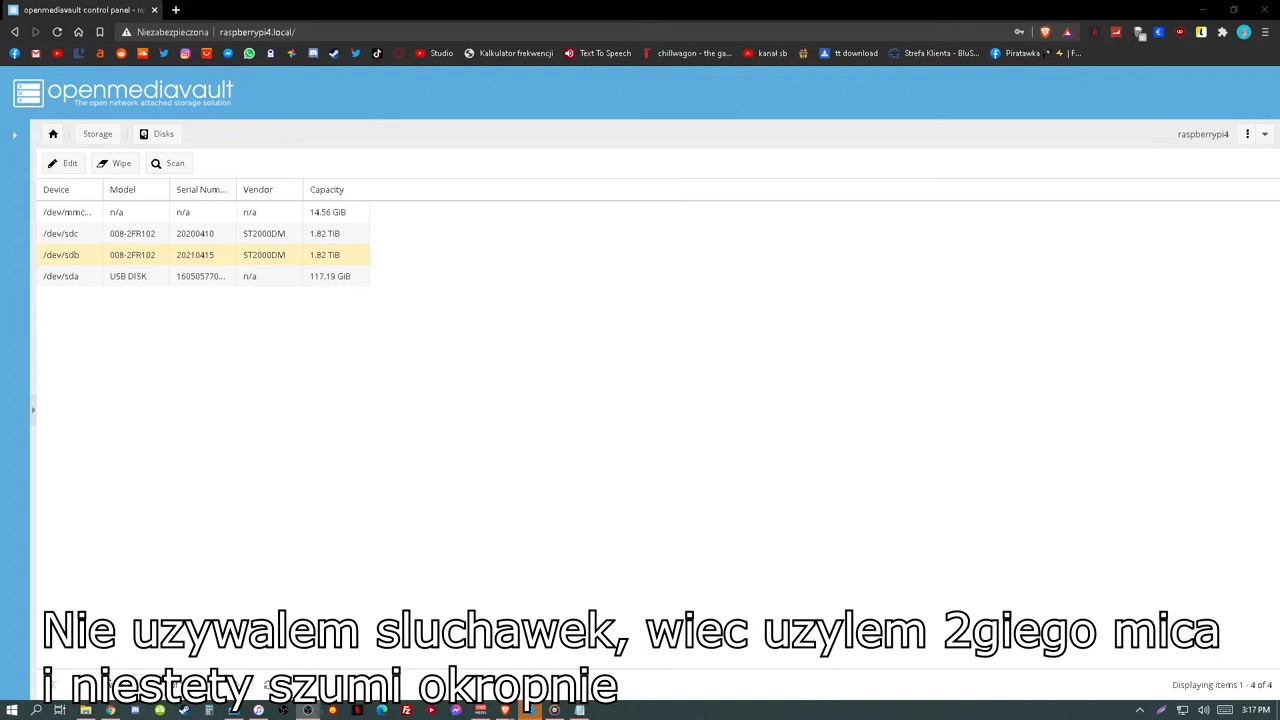 openmediavault control panel - ra
Niezabezpieczona | raspberrypi4.local/
Studio
Kalkulator frekwencji
Text To Speech
chillwagon - the ga...
kanał sb
tt download
Strefa Klienta - BluS...
Piratawka ⚡ | F...
openmediavault
The open network attached storage solution
Storage
Disks
raspberrypi4
Edit
Wipe
Scan
Device Model Serial Num... Vendor Capacity
/dev/mmc... n/a n/a n/a 14.56 GiB
/dev/sdc 008-2FR102 20200410 ST2000DM 1.82 TiB
/dev/sdb 008-2FR102 20210415 ST2000DM 1.82 TiB
/dev/sda USB DISK 160505770... n/a 117.19 GiB
Nie uzywalem sluchawek, wiec uzylem 2giego mica
i niestety szumi okropnie
Displaying items 1 - 4 of 4
3:17 PM